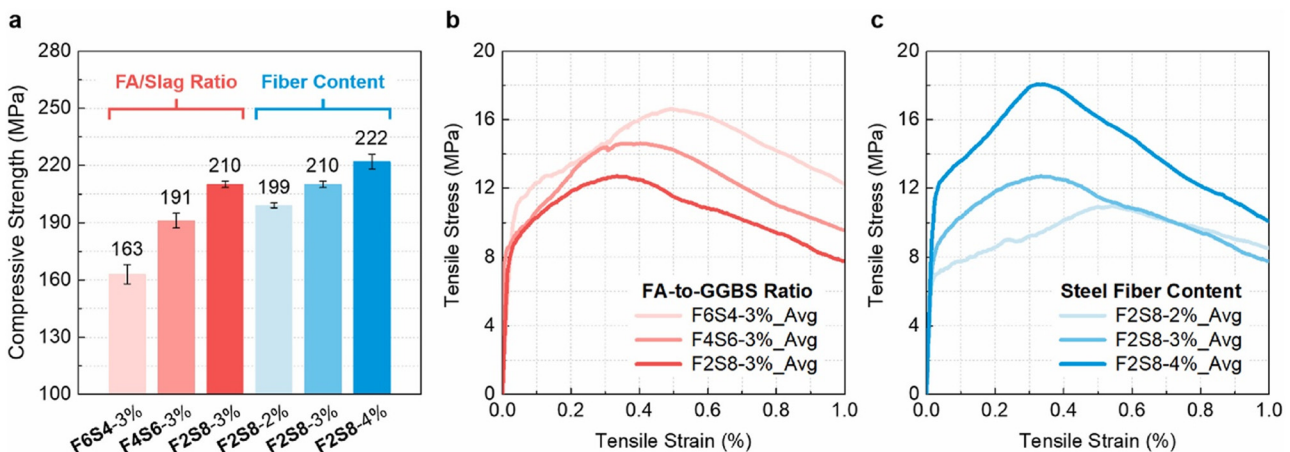 a
Compressive Strength (MPa)
280
250
220
190
160
130
100
FA/Slag Ratio
Fiber Content
163
191
210
199
210
222
F6S4-3%
F4S6-3%
F2S8-3%
F2S8-2%
F2S8-3%
F2S8-4%
b
Tensile Stress (MPa)
20
16
12
8
4
0
FA-to-GGBS Ratio
F6S4-3%_Avg
F4S6-3%_Avg
F2S8-3%_Avg
0.0 0.2 0.4 0.6 0.8 1.0
Tensile Strain (%)
c
Tensile Stress (MPa)
20
16
12
8
4
0
Steel Fiber Content
F2S8-2%_Avg
F2S8-3%_Avg
F2S8-4%_Avg
0.0 0.2 0.4 0.6 0.8 1.0
Tensile Strain (%)